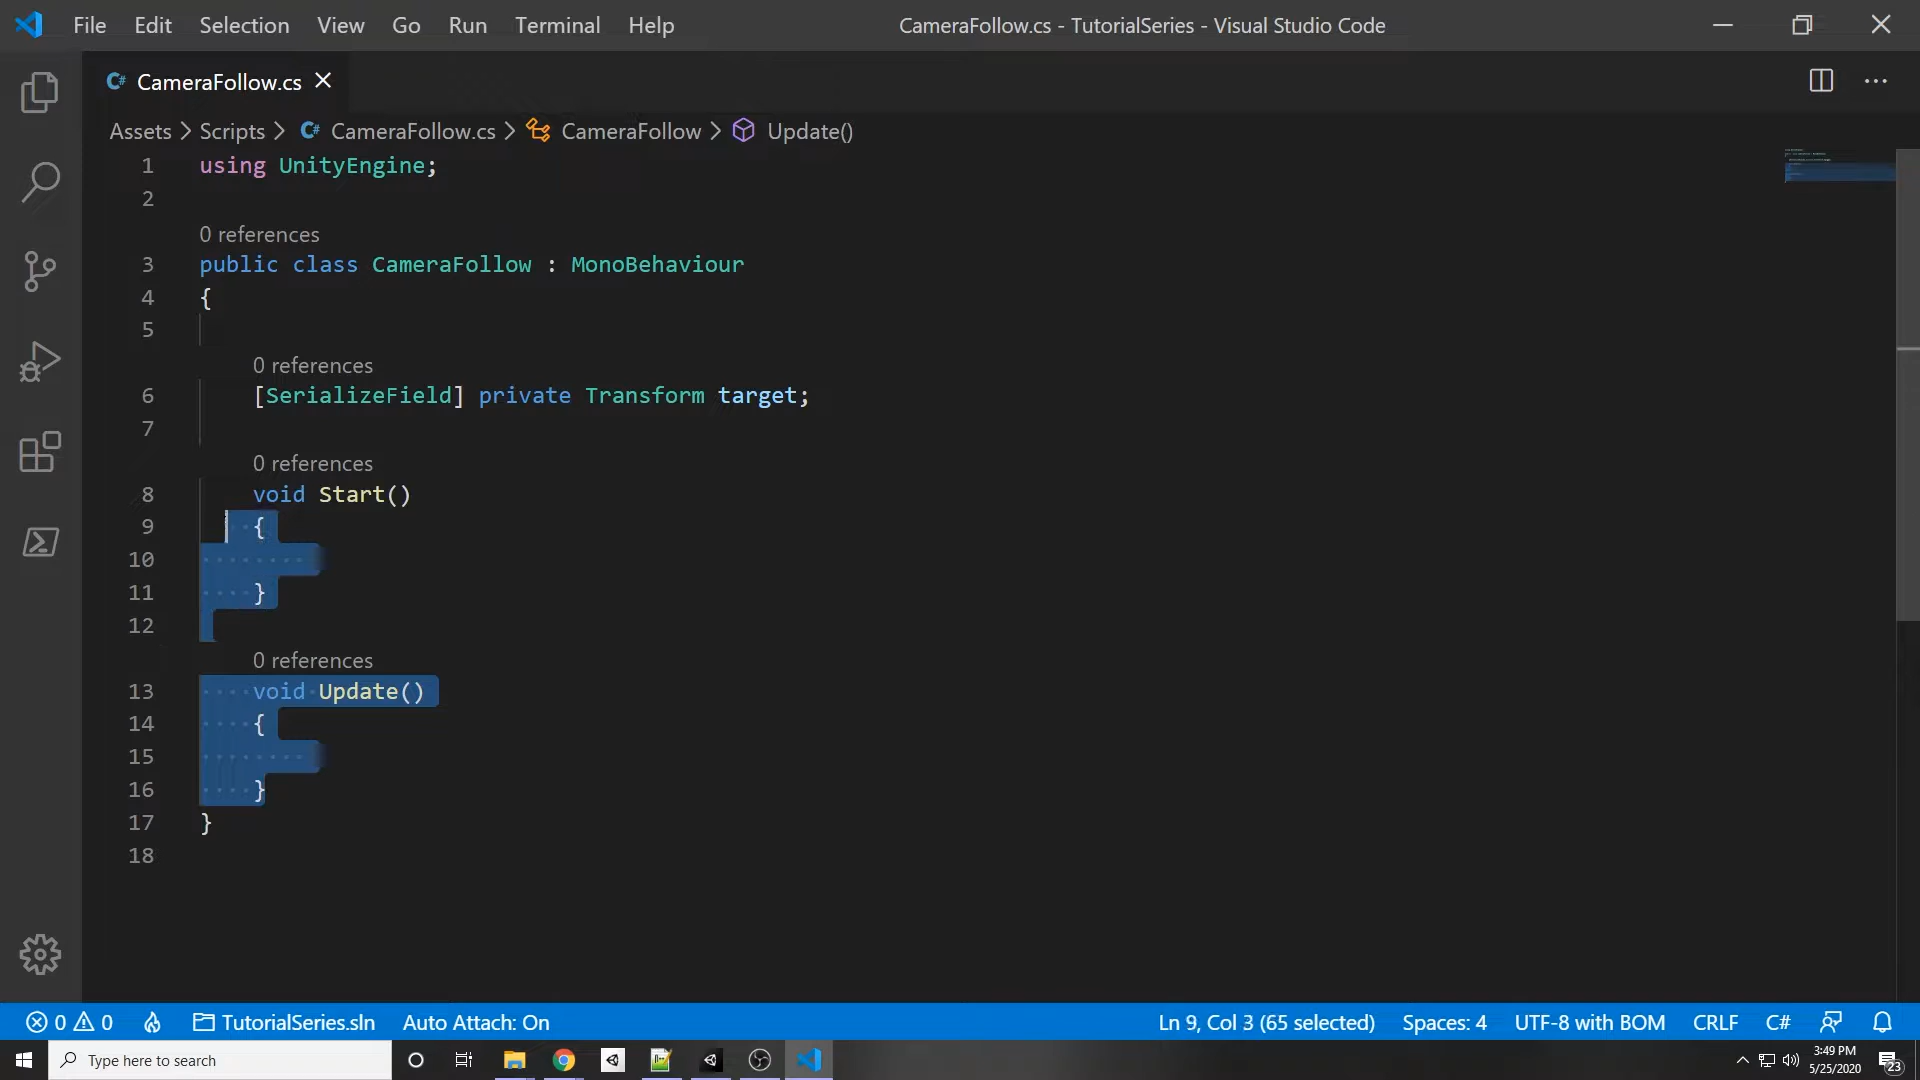 File Edit Selection View Go Run Terminal Help CameraFollow.cs - TutorialSeries - Visual Studio Code
C# CameraFollow.cs
Assets > Scripts > C# CameraFollow.cs > CameraFollow > Update()
1 using UnityEngine;
2
0 references
3 public class CameraFollow : MonoBehaviour
4 {
5
0 references
6 [SerializeField] private Transform target;
7
0 references
8 void Start()
9 {
10
11 }
12
0 references
13 void Update()
14 {
15
16 }
17 }
18
0 0 TutorialSeries.sln Auto Attach: On Ln 9, Col 3 (65 selected) Spaces: 4 UTF-8 with BOM CRLF C#
Type here to search
3:49 PM
5/25/2020
23